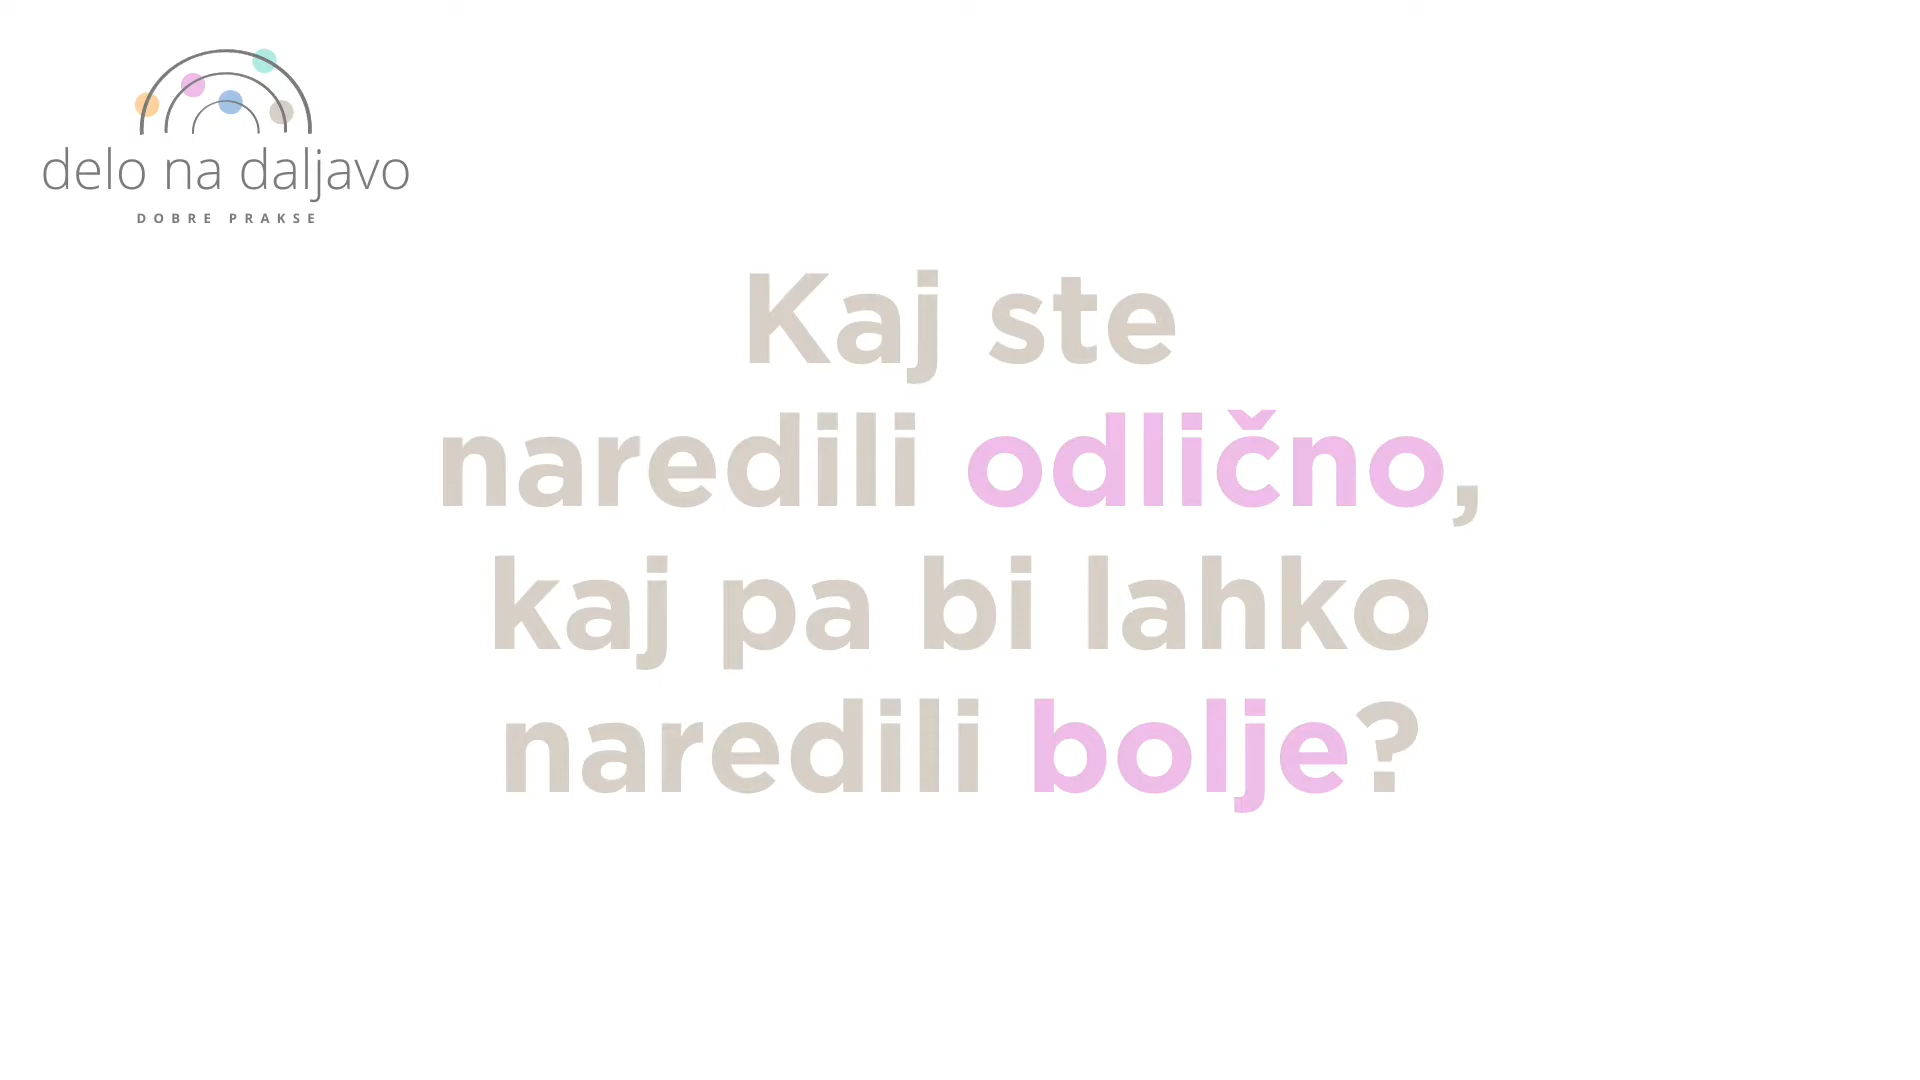 delo na daljavo
DOBRE PRAKSE
Kaj ste
naredili odlično,
kaj pa bi lahko
naredili bolje?